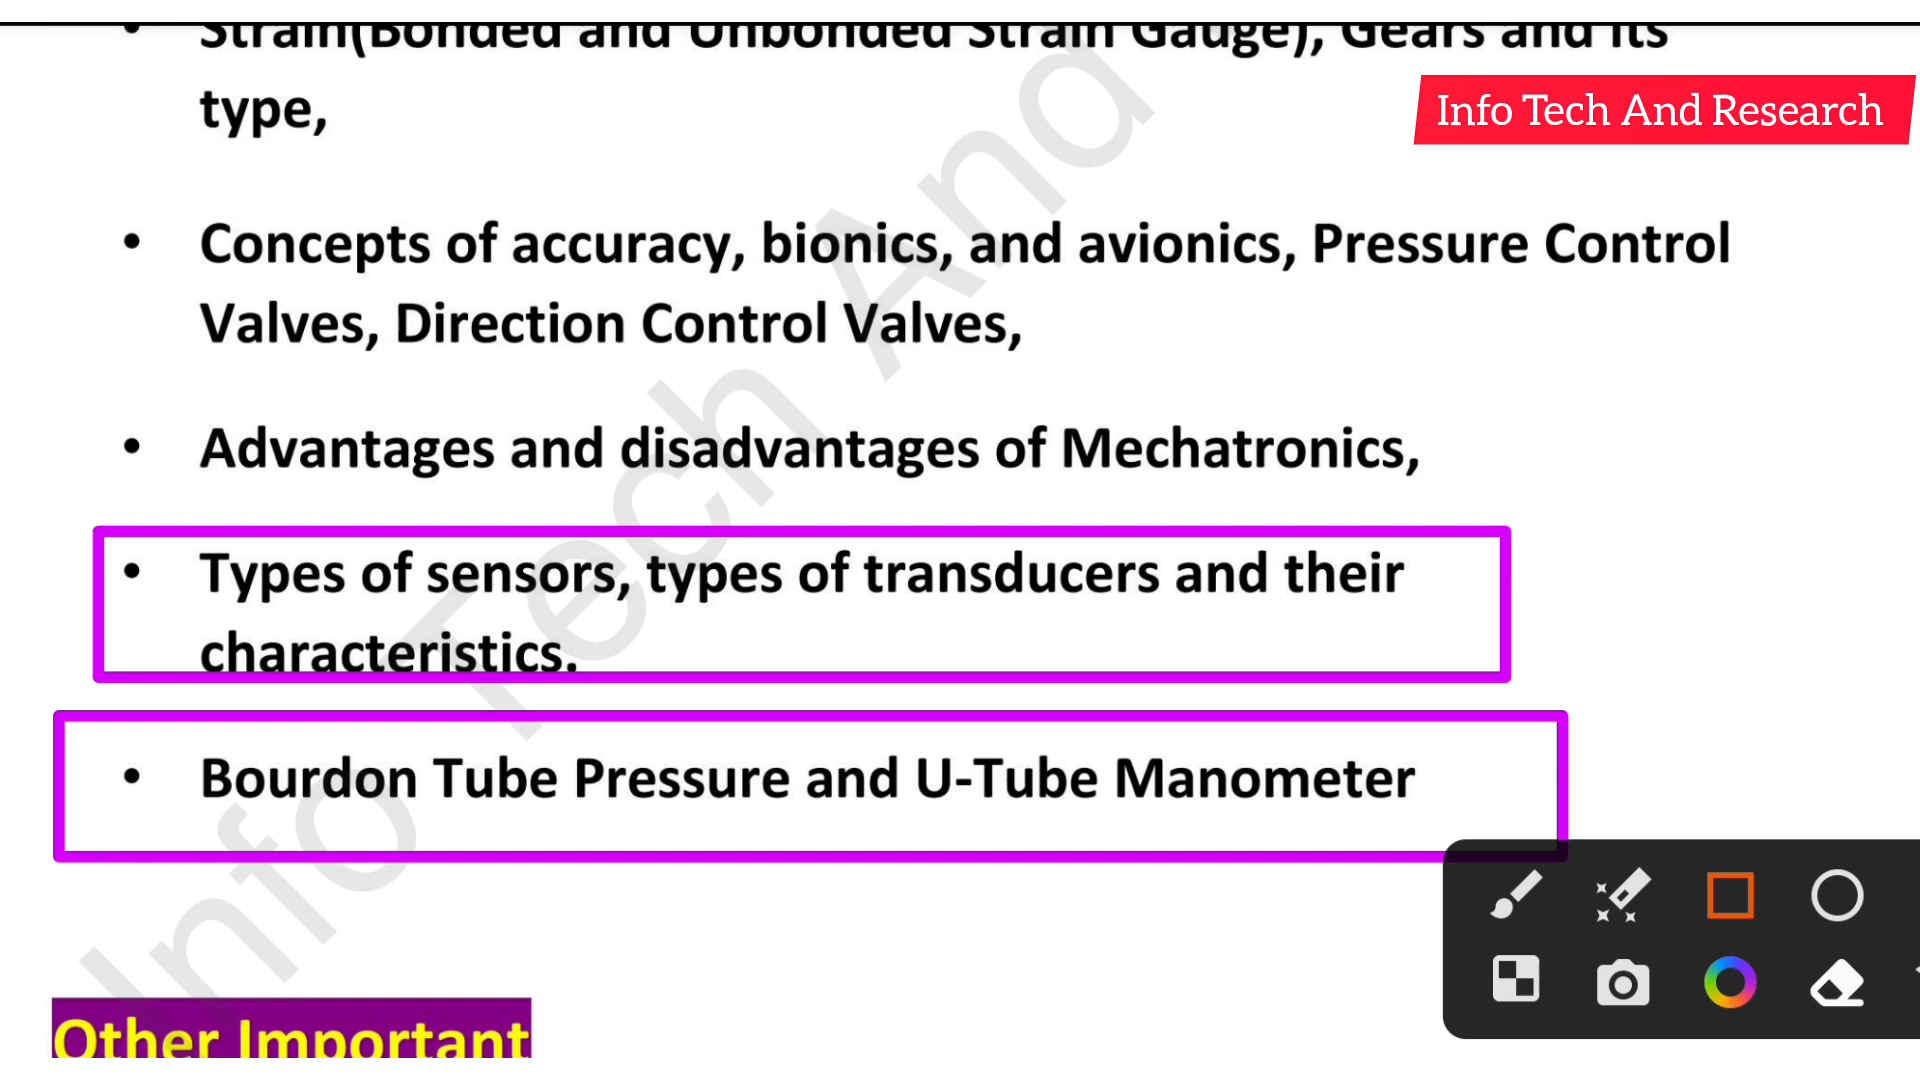 • Strain(Bonded and Unbonded Strain Gauge), Gears and its
type,
Info Tech And Research
• Concepts of accuracy, bionics, and avionics, Pressure Control
Valves, Direction Control Valves,
• Advantages and disadvantages of Mechatronics,
• Types of sensors, types of transducers and their
characteristics.
• Bourdon Tube Pressure and U-Tube Manometer
Other Important
Info Tech And